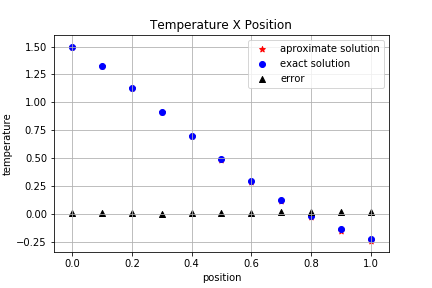 Temperature X Position
aproximate solution
exact solution
error
1.50
1.25
1.00
0.75
0.50
0.25
0.00
−0.25
temperature
0.0 0.2 0.4 0.6 0.8 1.0
position